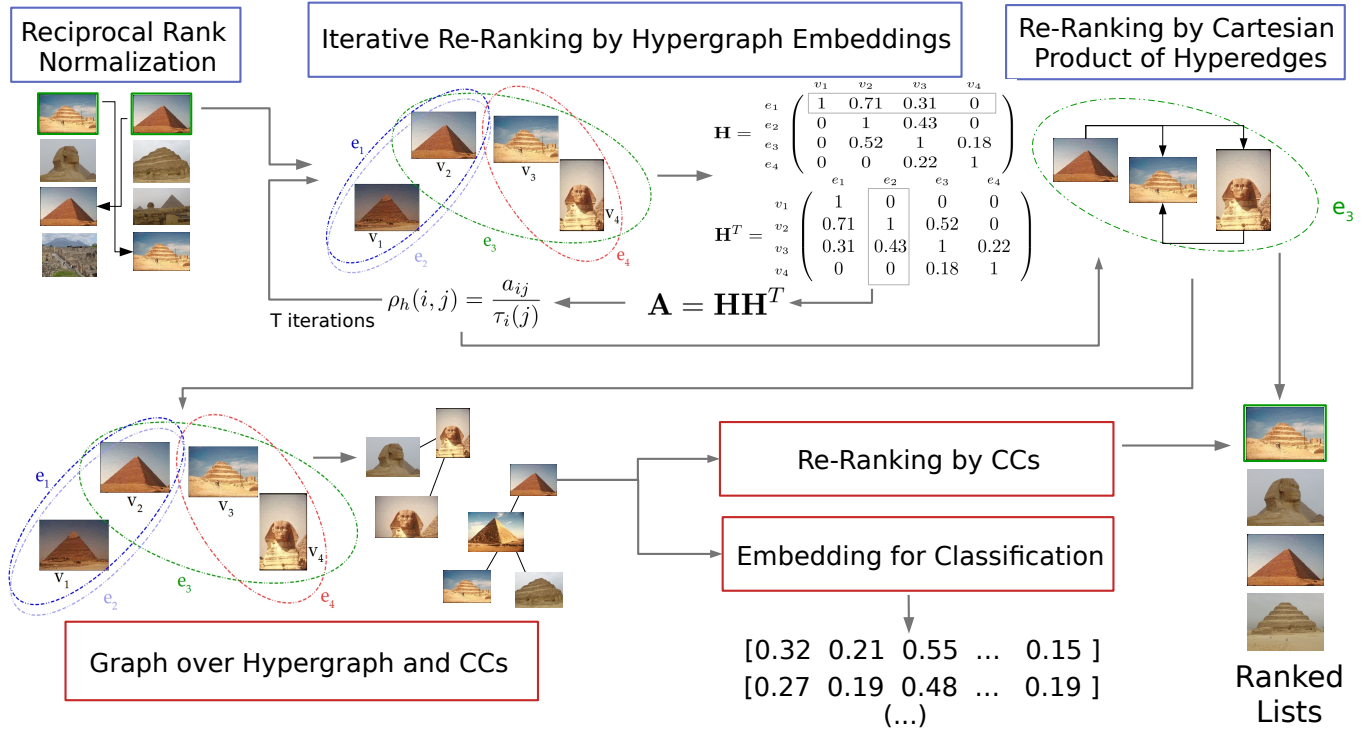 Reciprocal Rank
Normalization
Iterative Re-Ranking by Hypergraph Embeddings
Re-Ranking by Cartesian
Product of Hyperedges
e1
v2
v3
v4
v1
e3
e2
e4
v1 v2 v3 v4
H =
e1 1 0.71 0.31 0
e2 0 1 0.43 0
e3 0 0.52 1 0.18
e4 0 0 0.22 1
e1 e2 e3 e4
H^T =
v1 1 0 0 0
v2 0.71 1 0.52 0
v3 0.31 0.43 1 0.22
v4 0 0 0.18 1
e3
T iterations
ρh(i, j) = aij / τi(j)
A = HH^T
e1
v2
v3
v4
v1
e3
e2
e4
Graph over Hypergraph and CCs
Re-Ranking by CCs
Embedding for Classification
[0.32 0.21 0.55 ... 0.15 ]
[0.27 0.19 0.48 ... 0.19 ]
(...)
Ranked
Lists